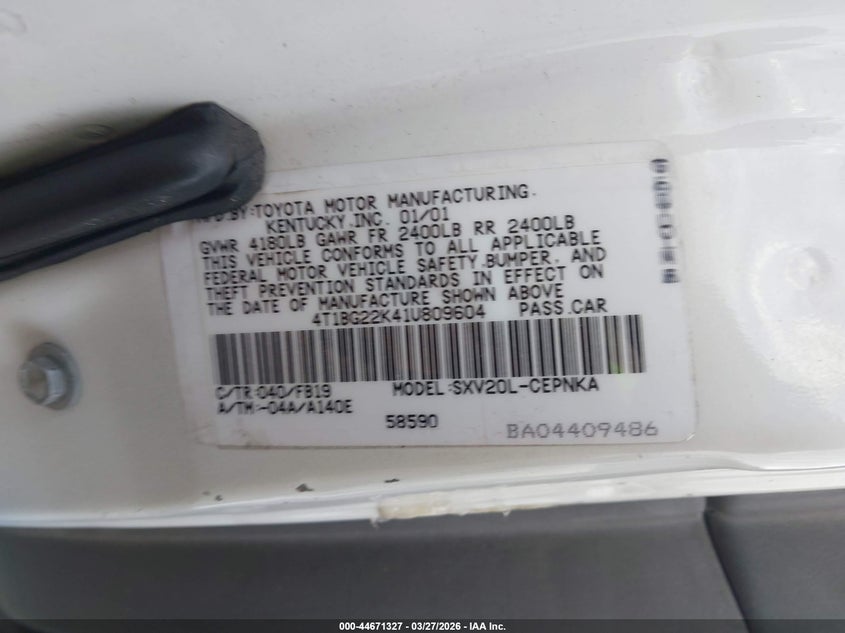 BY:TOYOTA MOTOR MANUFACTURING.
KENTUCKY,INC. 01/01
GVWR 4180LB GAWR FR 2400LB RR 2400LB
THIS VEHICLE CONFORMS TO ALL APPLICABLE
FEDERAL MOTOR VEHICLE SAFETY,BUMPER, AND
THEFT PREVENTION STANDARDS IN EFFECT ON
THE DATE OF MANUFACTURE SHOWN ABOVE
4T1BG22K41U809604 PASS.CAR
C/TR:040/FB19 MODEL:SXV20L-CEPNKA
A/TM:-04A/A140E
58590
BA04409486
000-44671327 - 03/27/2026 - IAA Inc.